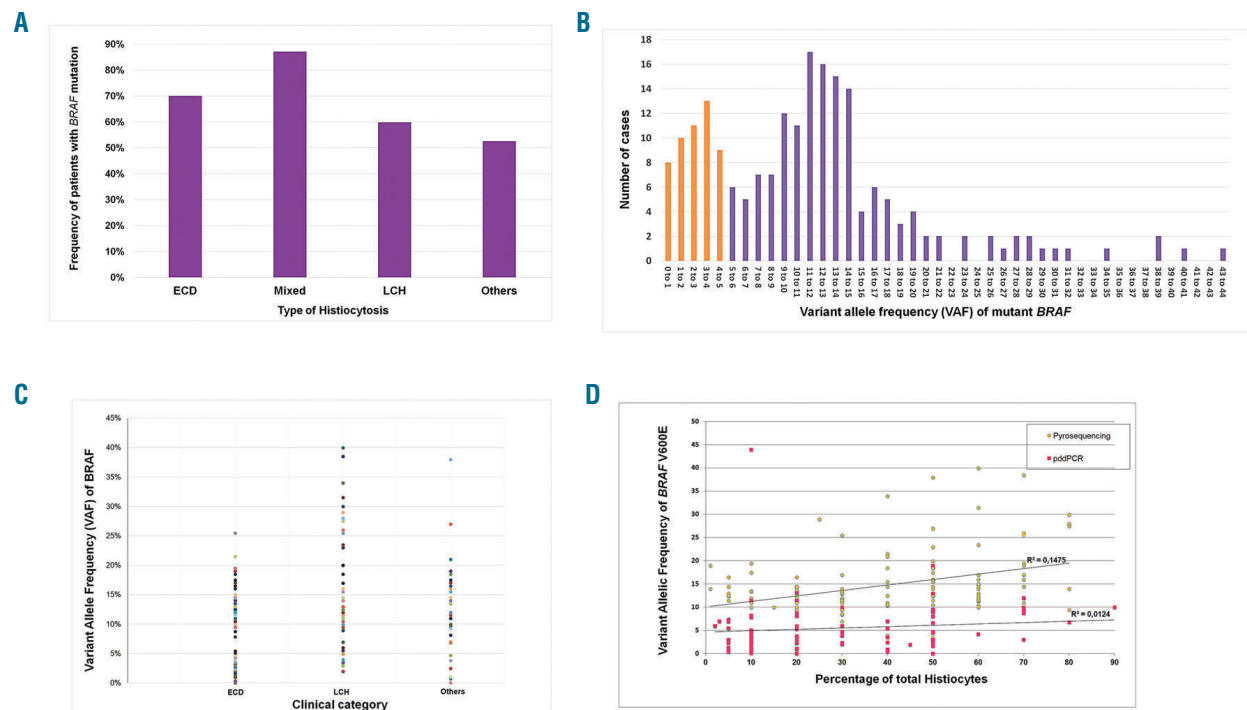 A
Frequency of patients with BRAF mutation
90%
80%
70%
60%
50%
40%
30%
20%
10%
0%
ECD Mixed LCH Others
Type of Histiocytosis
B
Number of cases
18
16
14
12
10
8
6
4
2
0
0 to 1
1 to 2
2 to 3
3 to 4
4 to 5
5 to 6
6 to 7
7 to 8
8 to 9
9 to 10
10 to 11
11 to 12
12 to 13
13 to 14
14 to 15
15 to 16
16 to 17
17 to 18
18 to 19
19 to 20
20 to 21
21 to 22
23 to 24
24 to 25
25 to 26
26 to 27
27 to 28
28 to 29
29 to 30
30 to 31
31 to 32
32 to 33
33 to 34
34 to 35
35 to 36
36 to 37
37 to 38
38 to 39
39 to 40
40 to 41
41 to 42
42 to 43
43 to 44
Variant allele frequency (VAF) of mutant BRAF
C
Variant Allele Frequency (VAF) of BRAF
45%
40%
35%
30%
25%
20%
15%
10%
5%
0%
ECD LCH Others
Clinical category
D
Variant Allelic Frequency of BRAF V600E
50
45
40
35
30
25
20
15
10
5
0
Pyrosequencing
pddPCR
R² = 0,1475
R² = 0,0124
0 10 20 30 40 50 60 70 80 90
Percentage of total Histiocytes